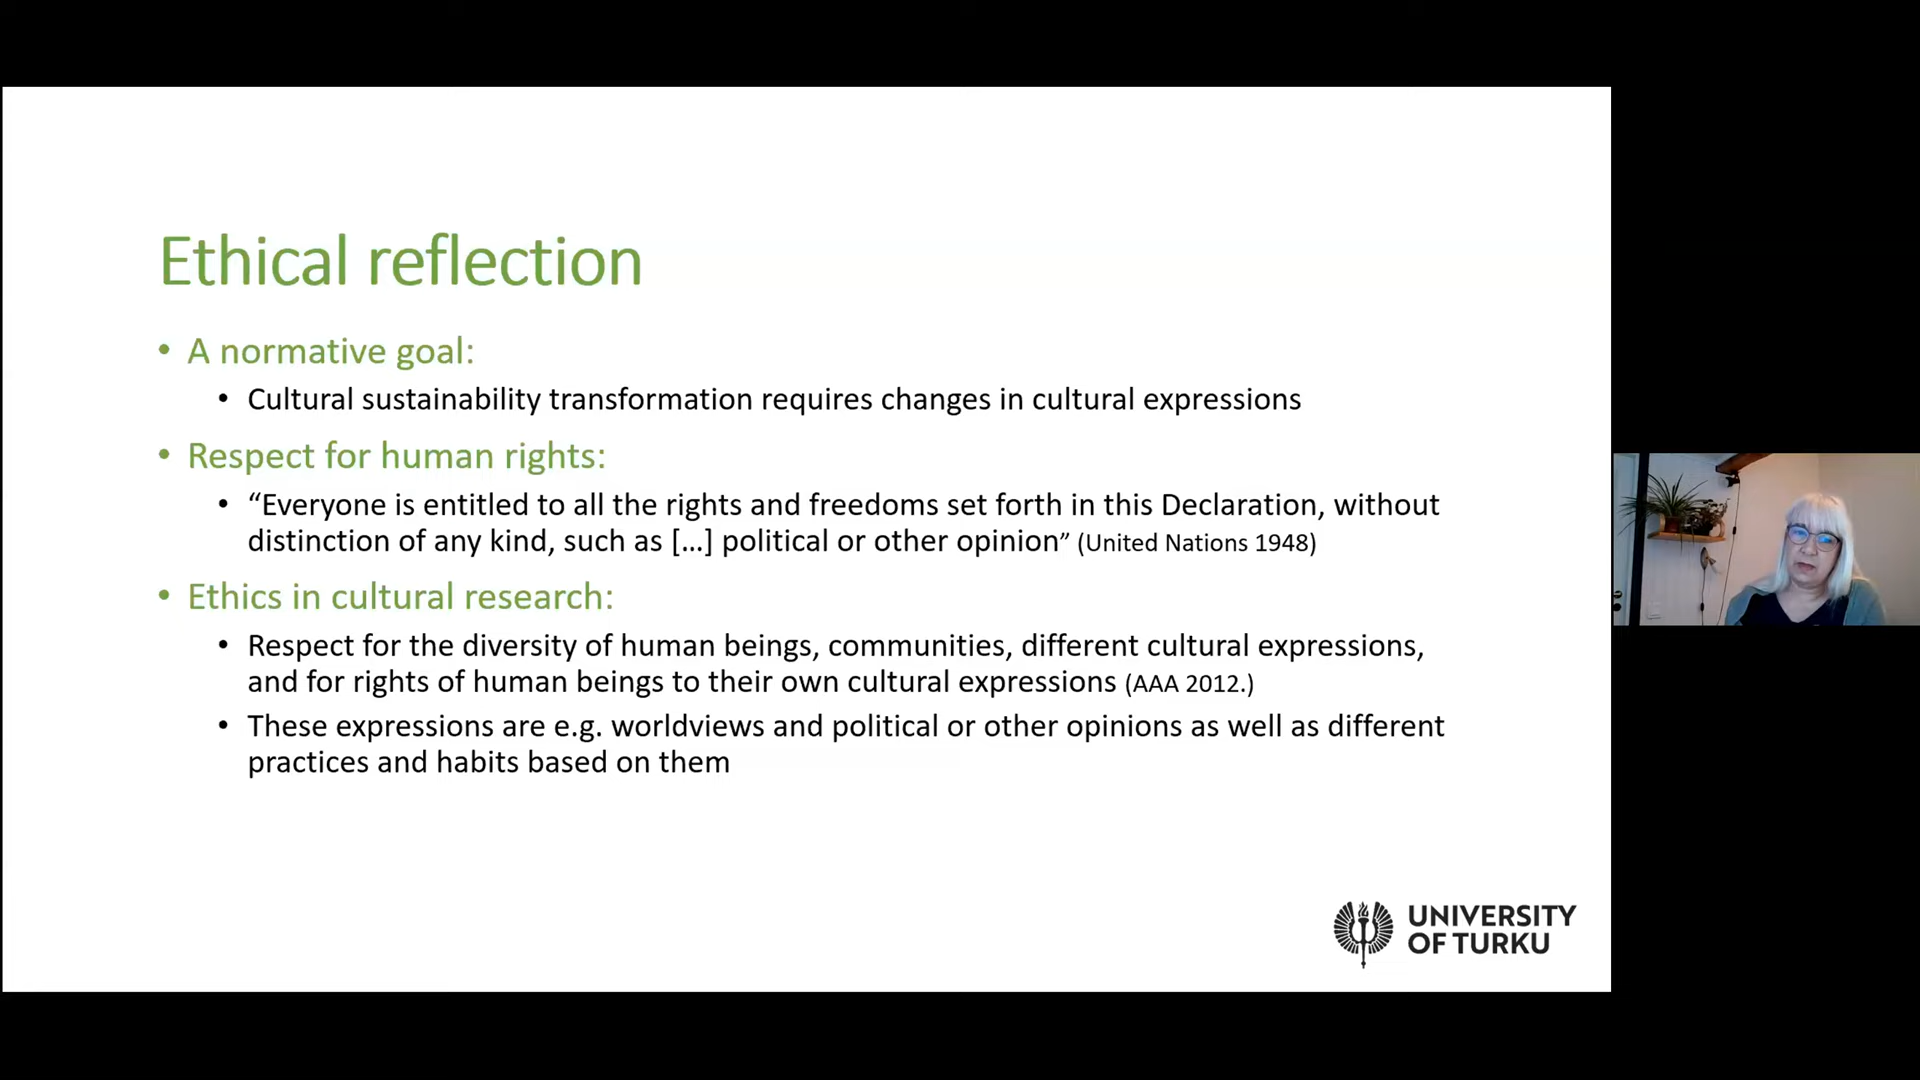 Ethical reflection
• A normative goal:
• Cultural sustainability transformation requires changes in cultural expressions
• Respect for human rights:
• “Everyone is entitled to all the rights and freedoms set forth in this Declaration, without
distinction of any kind, such as […] political or other opinion” (United Nations 1948)
• Ethics in cultural research:
• Respect for the diversity of human beings, communities, different cultural expressions,
and for rights of human beings to their own cultural expressions (AAA 2012.)
• These expressions are e.g. worldviews and political or other opinions as well as different
practices and habits based on them
UNIVERSITY
OF TURKU